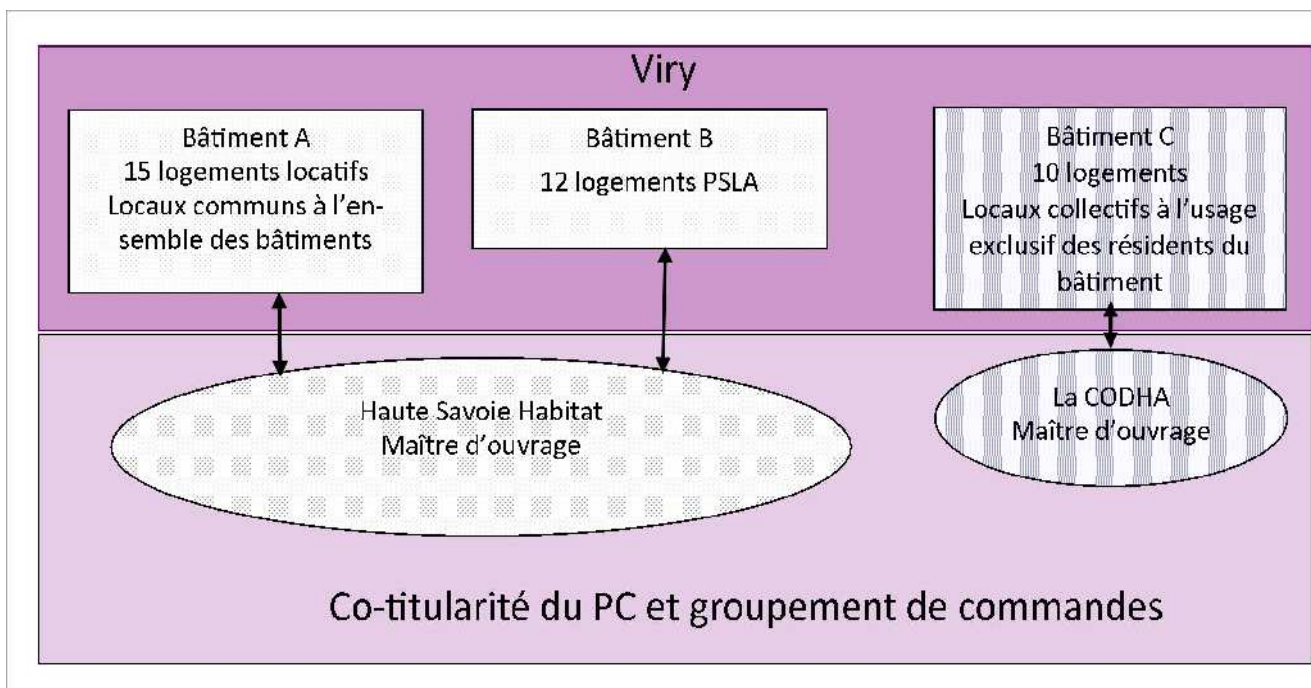 Viry
Bâtiment A
15 logements locatifs
Locaux communs à l'en-
semble des bâtiments
Bâtiment B
12 logements PSLA
Bâtiment C
10 logements
Locaux collectifs à l'usage
exclusif des résidents du
bâtiment
Haute Savoie Habitat
Maître d'ouvrage
La CODHA
Maître d'ouvrage
Co-titularité du PC et groupement de commandes